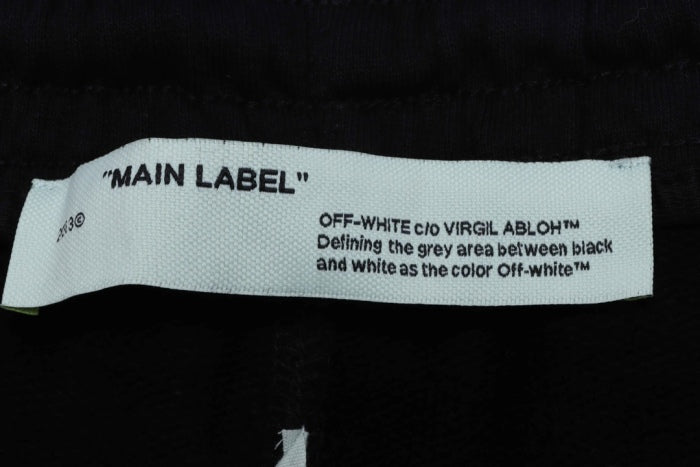 "MAIN LABEL"
OFF-WHITE c/o VIRGIL ABLOH™
Defining the grey area between black
and white as the color Off-white™